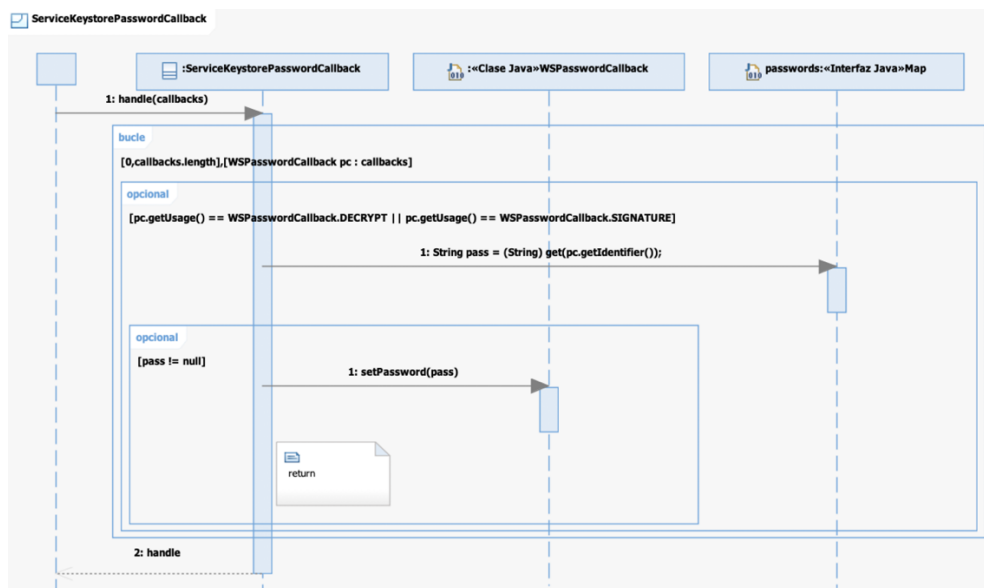 ServiceKeystorePasswordCallback
:ServiceKeystorePasswordCallback
:«Clase Java»WSPasswordCallback
passwords:«Interfaz Java»Map
1: handle(callbacks)
bucle
[0,callbacks.length],[WSPasswordCallback pc : callbacks]
opcional
[pc.getUsage() == WSPasswordCallback.DECRYPT || pc.getUsage() == WSPasswordCallback.SIGNATURE]
1: String pass = (String) get(pc.getIdentifier());
opcional
[pass != null]
1: setPassword(pass)
return
2: handle